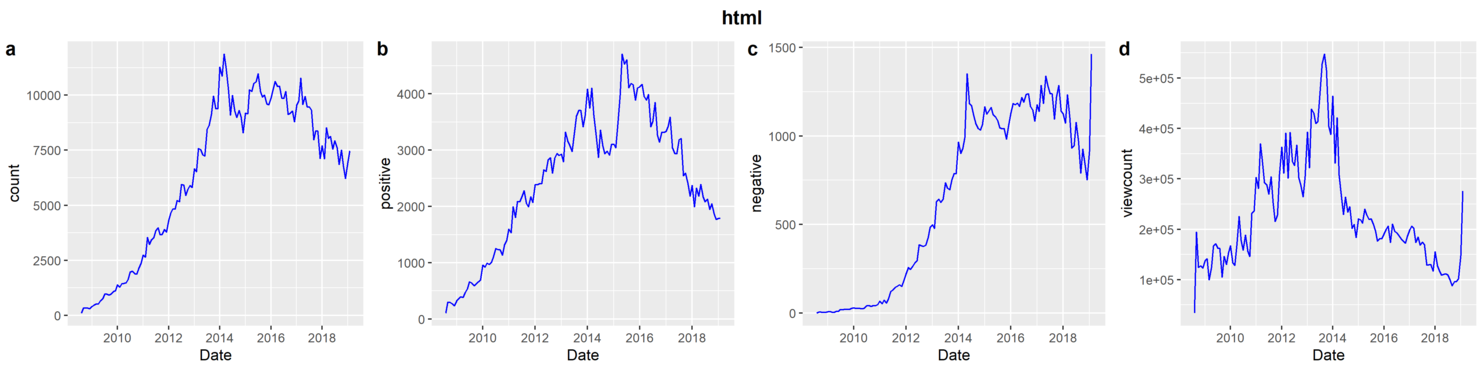 html
a
count
10000
7500
5000
2500
0
2010 2012 2014 2016 2018
Date
b
positive
4000
3000
2000
1000
0
2010 2012 2014 2016 2018
Date
c
negative
1500
1000
500
0
2010 2012 2014 2016 2018
Date
d
viewcount
5e+05
4e+05
3e+05
2e+05
1e+05
2010 2012 2014 2016 2018
Date